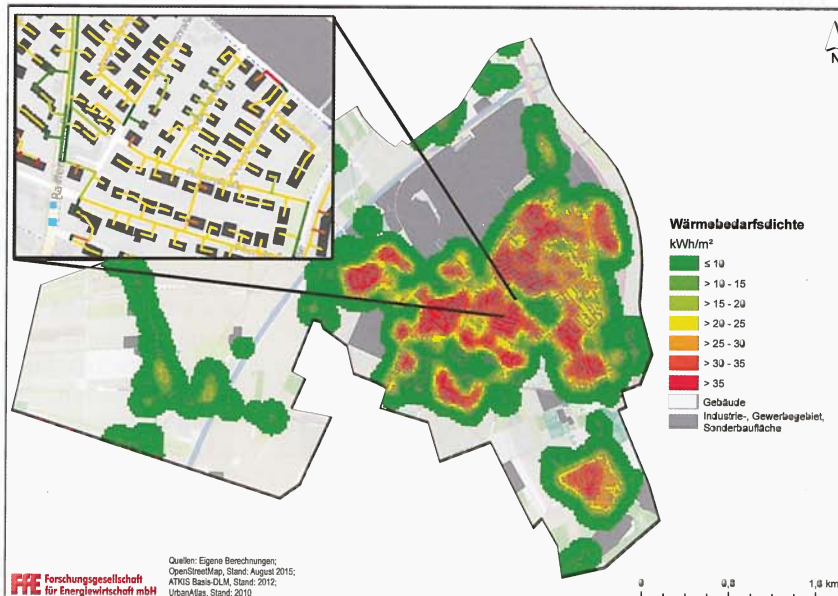 N
Wärmebedarfsdichte
kWh/m²
≤ 10
> 10 - 15
> 15 - 20
> 20 - 25
> 25 - 30
> 30 - 35
> 35
Gebäude
Industrie-, Gewerbegebiet,
Sonderbaufläche
FfE Forschungsgesellschaft
für Energiewirtschaft mbH
Quellen: Eigene Berechnungen;
OpenStreetMap, Stand: August 2015;
ATKIS Basis-DLM, Stand: 2012;
UrbanAtlas, Stand: 2010
0 0,8 1,6 km